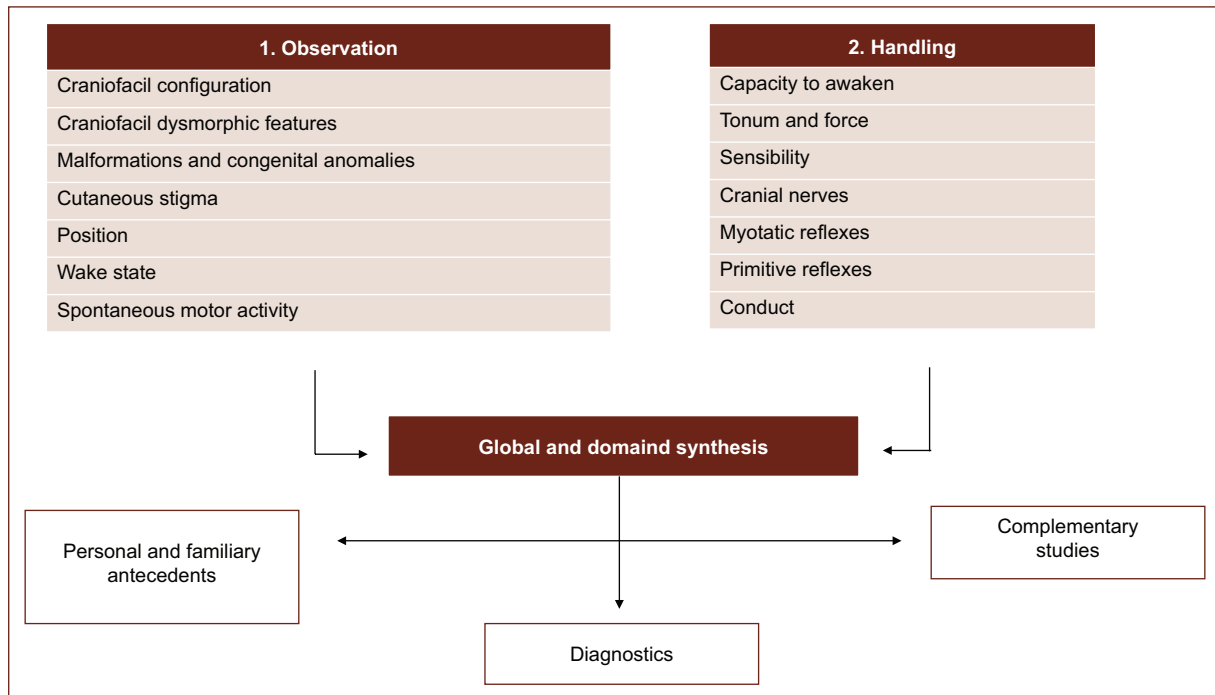 1. Observation
Craniofacil configuration
Craniofacil dysmorphic features
Malformations and congenital anomalies
Cutaneous stigma
Position
Wake state
Spontaneous motor activity
2. Handling
Capacity to awaken
Tonum and force
Sensibility
Cranial nerves
Myotatic reflexes
Primitive reflexes
Conduct
Global and domaind synthesis
Personal and familiary
antecedents
Complementary
studies
Diagnostics